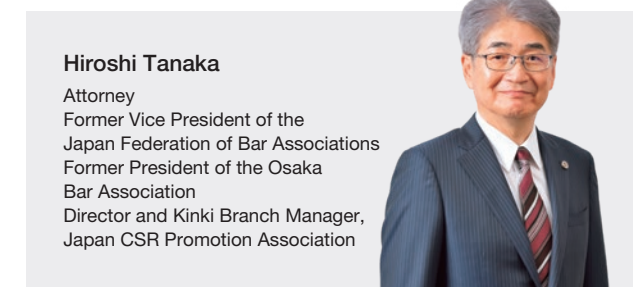 Hiroshi Tanaka
Attorney
Former Vice President of the
Japan Federation of Bar Associations
Former President of the Osaka
Bar Association
Director and Kinki Branch Manager,
Japan CSR Promotion Association